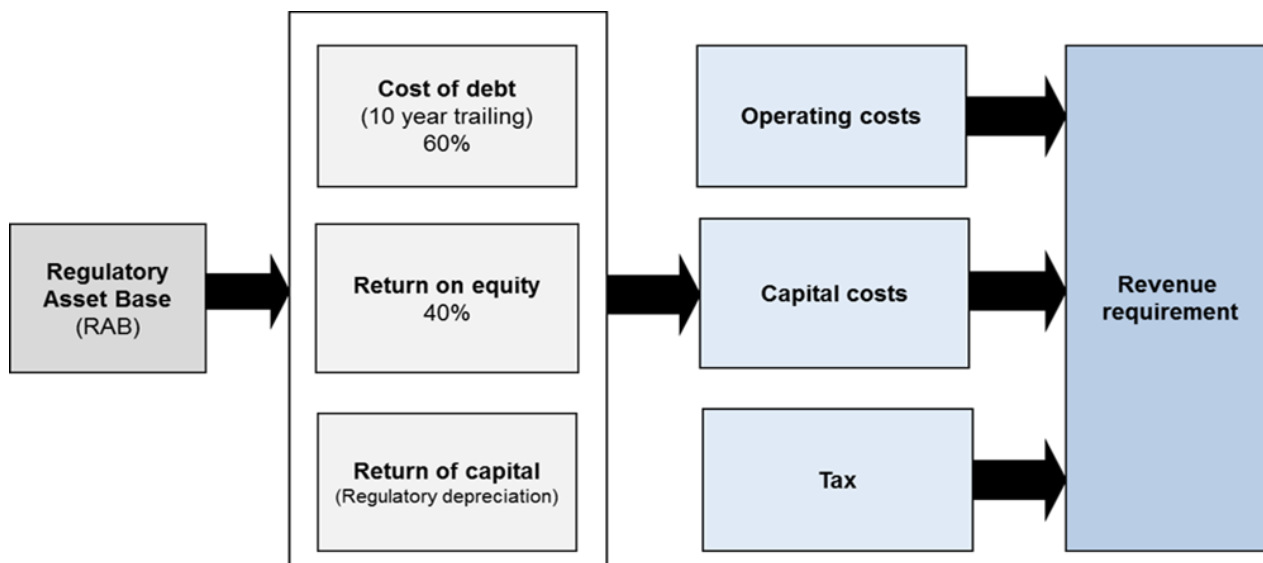 Regulatory
Asset Base
(RAB)
Cost of debt
(10 year trailing)
60%
Return on equity
40%
Return of capital
(Regulatory depreciation)
Operating costs
Capital costs
Tax
Revenue
requirement